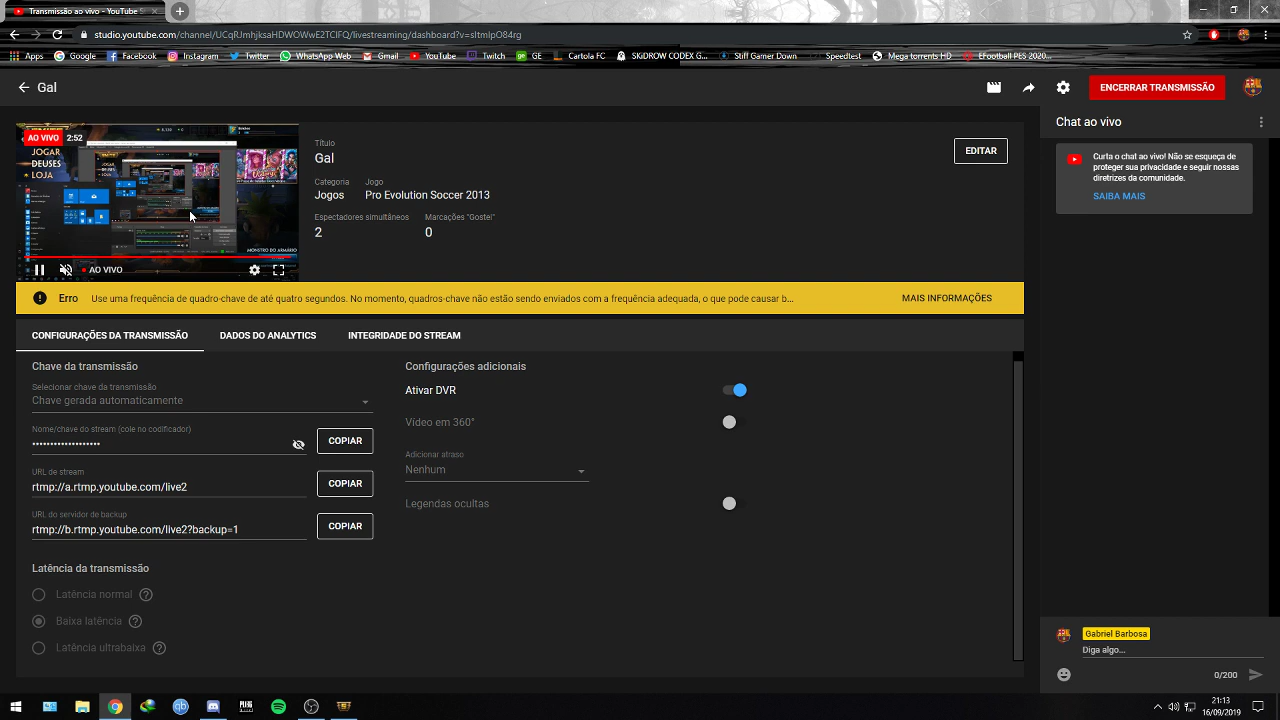 Transmissão ao vivo - YouTube S
studio.youtube.com/channel/UCqRJmhjksaHDWOWwE2TClFQ/livestreaming/dashboard?v=sItmlpO84rg
Apps Google Facebook Instagram Twitter WhatsApp Web Gmail YouTube Twitch GE Cartola FC SKiDROW CODEX G... Stiff Gamer Down Speedtest Mega torrents HD EFootball PES 2020...
Gal
ENCERRAR TRANSMISSÃO
AO VIVO 2:52
JOGAR
DEUSES
LOJA
MONSTRO DO ARMÁRIO
AO VIVO
Título
Gal
EDITAR
Categoria Jogo
Jogos Pro Evolution Soccer 2013
Espectadores simultâneos Marcações "Gostei"
2 0
Erro Use uma frequência de quadro-chave de até quatro segundos. No momento, quadros-chave não estão sendo enviados com a frequência adequada, o que pode causar b... MAIS INFORMAÇÕES
CONFIGURAÇÕES DA TRANSMISSÃO DADOS DO ANALYTICS INTEGRIDADE DO STREAM
Chave da transmissão
Selecionar chave da transmissão
Chave gerada automaticamente
Nome/chave do stream (cole no codificador)
••••••••••••••••••• COPIAR
URL de stream
rtmp://a.rtmp.youtube.com/live2 COPIAR
URL do servidor de backup
rtmp://b.rtmp.youtube.com/live2?backup=1 COPIAR
Latência da transmissão
Latência normal
Baixa latência
Latência ultrabaixa
Configurações adicionais
Ativar DVR
Vídeo em 360°
Adicionar atraso
Nenhum
Legendas ocultas
Chat ao vivo
Curta o chat ao vivo! Não se esqueça de
proteger sua privacidade e seguir nossas
diretrizes da comunidade.
SAIBA MAIS
Gabriel Barbosa
Diga algo...
0/200
21:13
16/09/2019